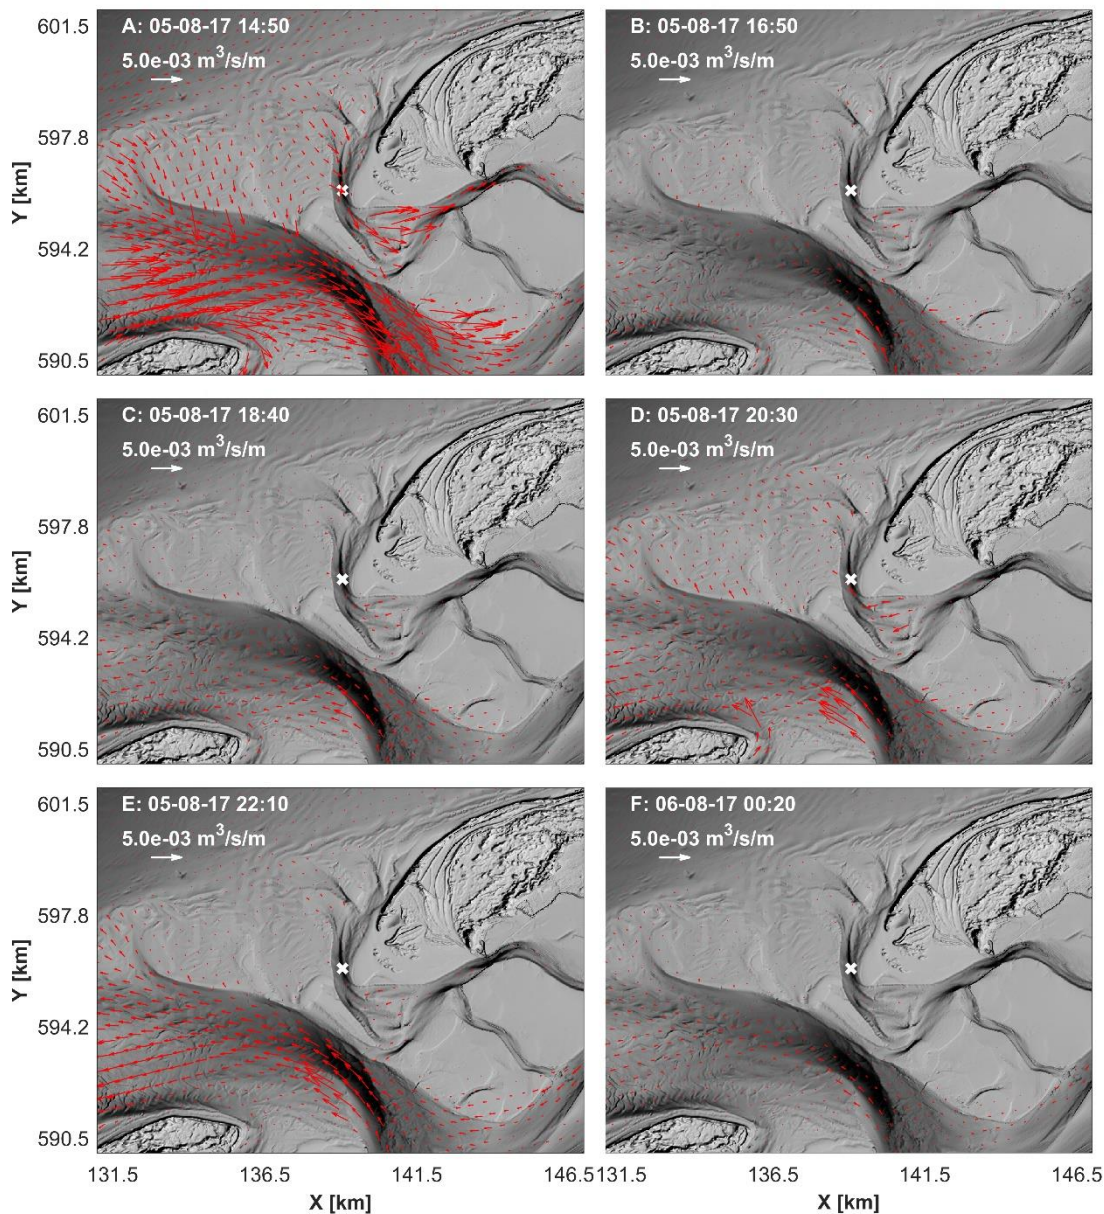 A: 05-08-17 14:50
5.0e-03 m³/s/m
B: 05-08-17 16:50
5.0e-03 m³/s/m
601.5
597.8
594.2
590.5
Y [km]
C: 05-08-17 18:40
5.0e-03 m³/s/m
D: 05-08-17 20:30
5.0e-03 m³/s/m
601.5
597.8
594.2
590.5
Y [km]
E: 05-08-17 22:10
5.0e-03 m³/s/m
F: 06-08-17 00:20
5.0e-03 m³/s/m
601.5
597.8
594.2
590.5
Y [km]
131.5 136.5 141.5 146.5
X [km]
136.5 141.5 146.5
X [km]